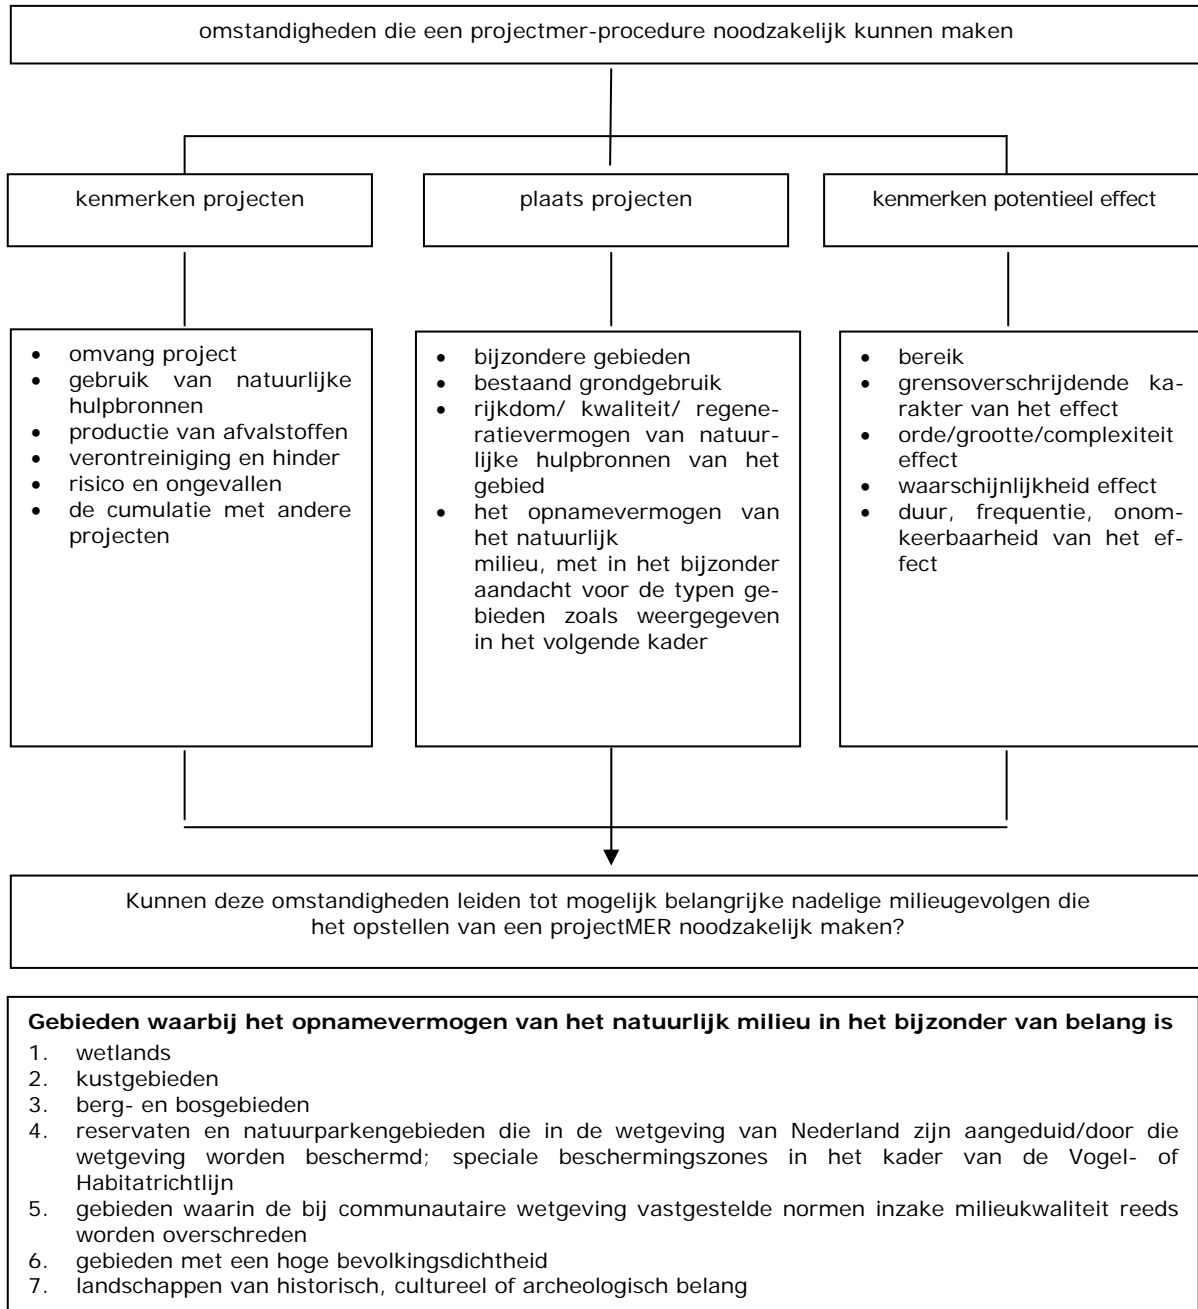 omstandigheden die een projectmer-procedure noodzakelijk kunnen maken
kenmerken projecten
plaats projecten
kenmerken potentieel effect
• omvang project
• gebruik van natuurlijke
hulpbronnen
• productie van afvalstoffen
• verontreiniging en hinder
• risico en ongevallen
• de cumulatie met andere
projecten
• bijzondere gebieden
• bestaand grondgebruik
• rijkdom/ kwaliteit/ regene-
ratievermogen van natuur-
lijke hulpbronnen van het
gebied
• het opnamevermogen van
het natuurlijk
milieu, met in het bijzonder
aandacht voor de typen ge-
bieden zoals weergegeven
in het volgende kader
• bereik
• grensoverschrijdende ka-
rakter van het effect
• orde/grootte/complexiteit
effect
• waarschijnlijkheid effect
• duur, frequentie, onom-
keerbaarheid van het ef-
fect
Kunnen deze omstandigheden leiden tot mogelijk belangrijke nadelige milieugevolgen die
het opstellen van een projectMER noodzakelijk maken?
Gebieden waarbij het opnamevermogen van het natuurlijk milieu in het bijzonder van belang is
1. wetlands
2. kustgebieden
3. berg- en bosgebieden
4. reservaten en natuurparkengebieden die in de wetgeving van Nederland zijn aangeduid/door die
wetgeving worden beschermd; speciale beschermingszones in het kader van de Vogel- of
Habitatrichtlijn
5. gebieden waarin de bij communautaire wetgeving vastgestelde normen inzake milieukwaliteit reeds
worden overschreden
6. gebieden met een hoge bevolkingsdichtheid
7. landschappen van historisch, cultureel of archeologisch belang